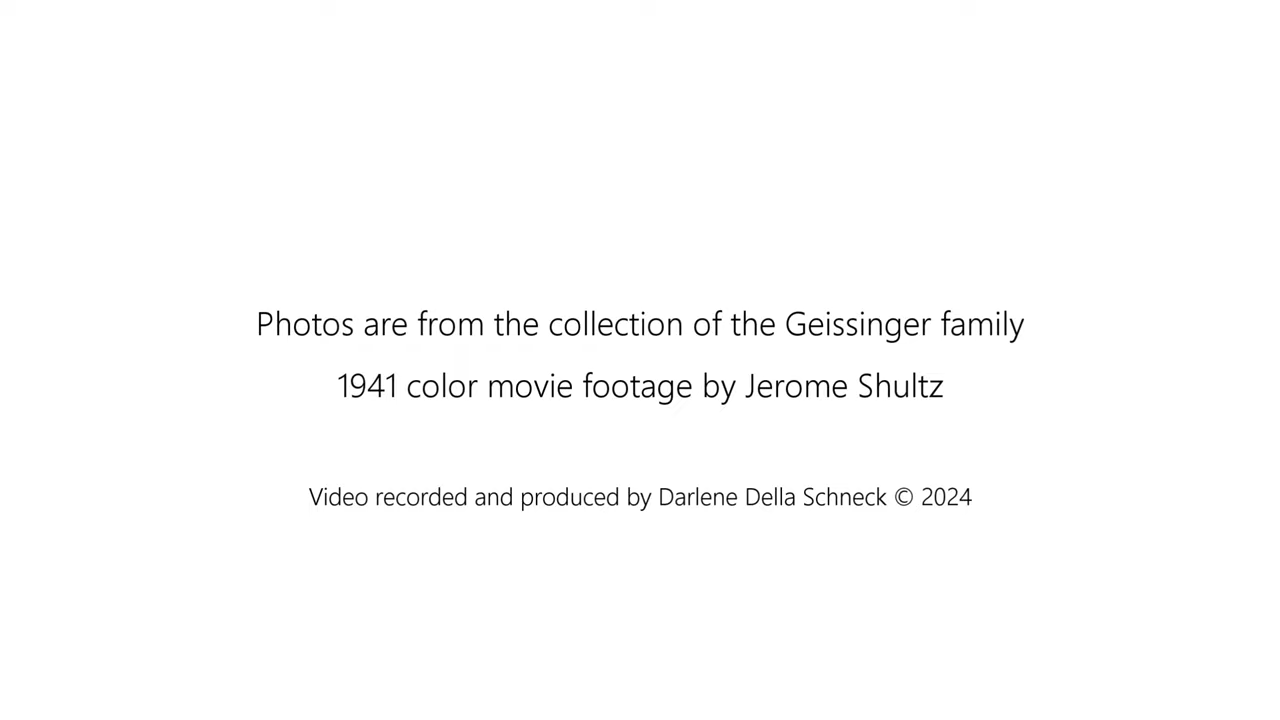 Photos are from the collection of the Geissinger family
1941 color movie footage by Jerome Shultz
Video recorded and produced by Darlene Della Schneck © 2024